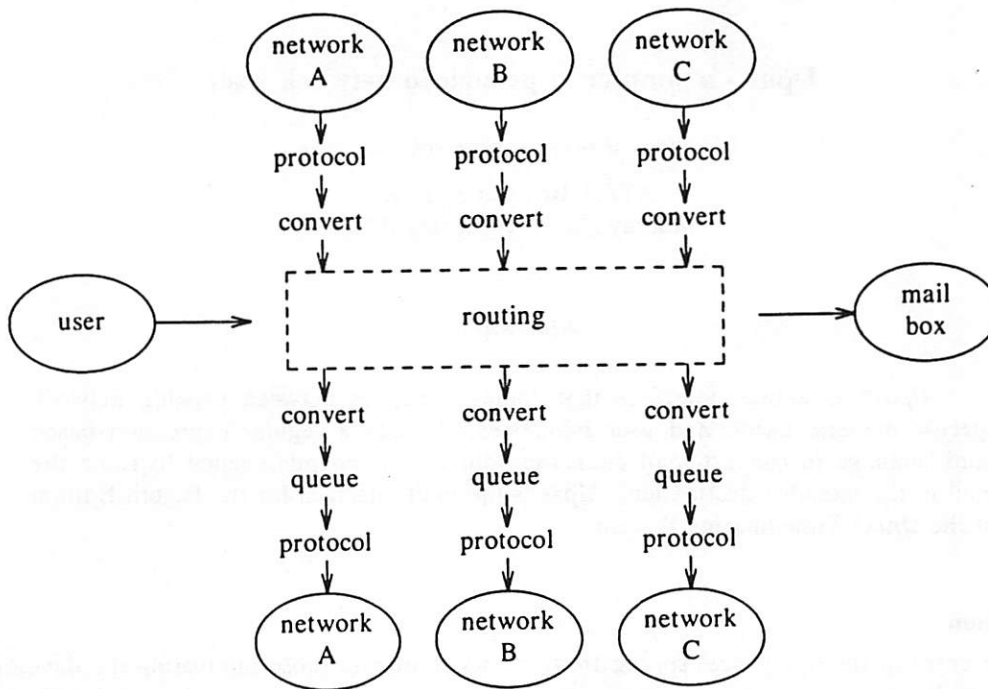 network network network
A B C
protocol protocol protocol
convert convert convert
user
routing
mail
box
convert convert convert
queue queue queue
protocol protocol protocol
network network network
A B C